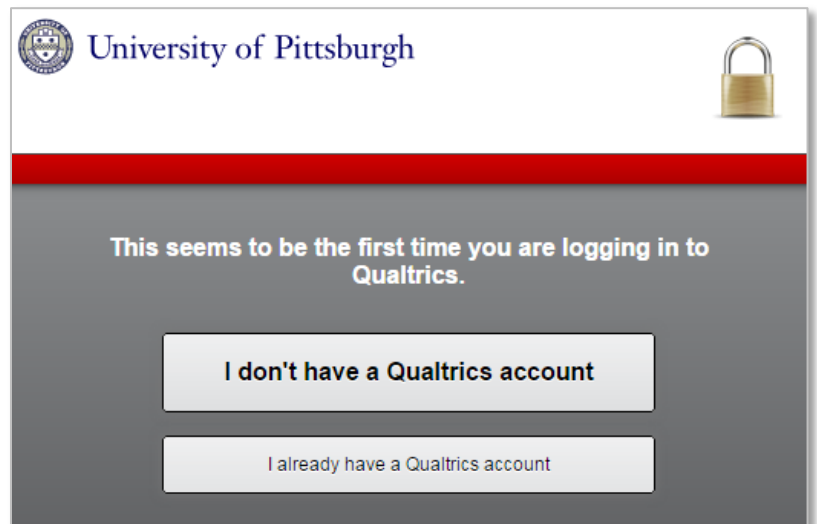 University of Pittsburgh
This seems to be the first time you are logging in to
Qualtrics.
I don't have a Qualtrics account
I already have a Qualtrics account